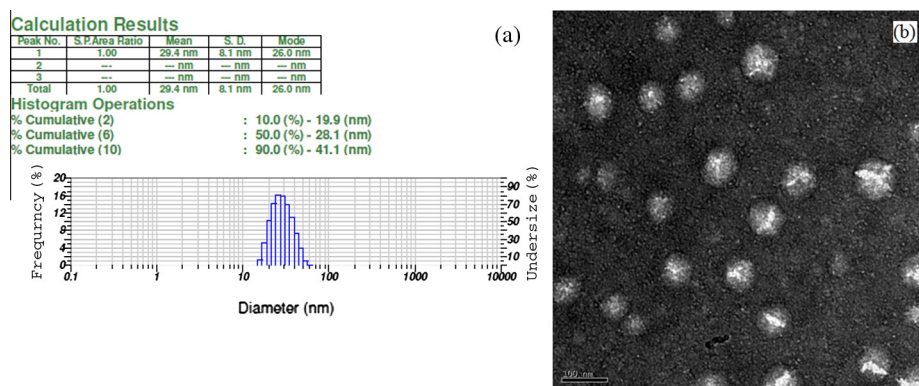 Calculation Results
Peak No. S.P.Area Ratio Mean S. D. Mode
1 1.00 29.4 nm 8.1 nm 26.0 nm
2 --- --- nm --- nm --- nm
3 --- --- nm --- nm --- nm
Total 1.00 29.4 nm 8.1 nm 26.0 nm
Histogram Operations
% Cumulative (2) : 10.0 (%) - 19.9 (nm)
% Cumulative (6) : 50.0 (%) - 28.1 (nm)
% Cumulative (10) : 90.0 (%) - 41.1 (nm)
(a)
Frequrncy (%)
20
16
12
8
4
0
90
70
50
30
10
Undersize (%)
0.1 1 10 100 1000 10000
Diameter (nm)
(b)
100 nm